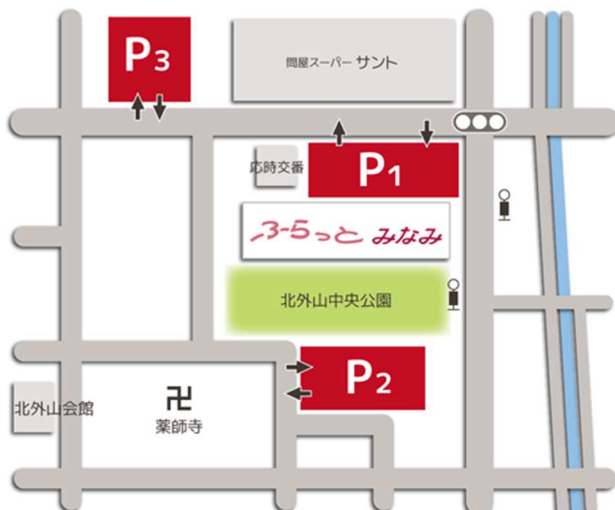 P3
問屋スーパー サント
応時交番
P1
ふらっと みなみ
北外山中央公園
P2
北外山会館
卍
薬師寺